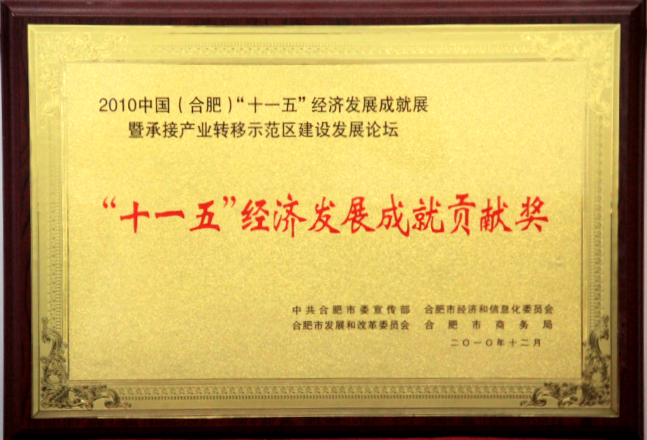 2010中国（合肥）“十一五”经济发展成就展
暨承接产业转移示范区建设发展论坛
“十一五”经济发展成就贡献奖
中共合肥市委宣传部 合肥市经济和信息化委员会
合肥市发展和改革委员会 合肥市商务局
二〇一〇年十二月